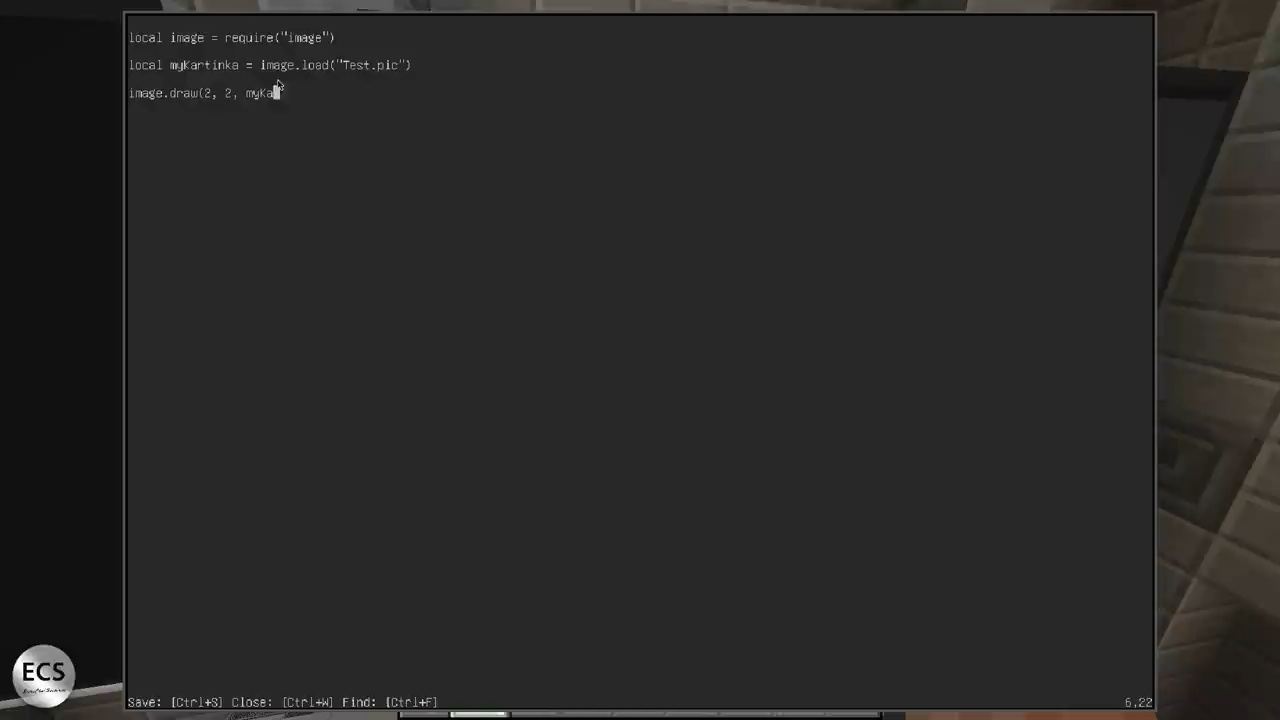 local image = require("image")
local myKartinka = image.load("Test.pic")
image.draw(2, 2, myKa
Save: [Ctrl+S] Close: [Ctrl+W] Find: [Ctrl+F]
6,22
ECS